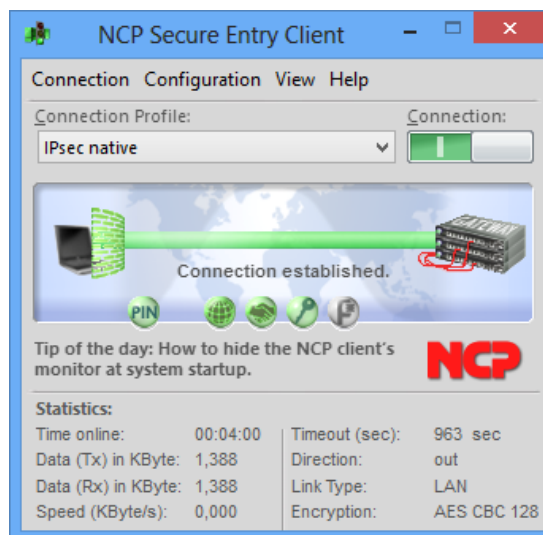 NCP Secure Entry Client
Connection Configuration View Help
Connection Profile: Connection:
IPsec native
GATEWAY
Connection established.
PIN
Tip of the day: How to hide the NCP client's
monitor at system startup.
NCP
Statistics:
Time online: 00:04:00 Timeout (sec): 963 sec
Data (Tx) in KByte: 1,388 Direction: out
Data (Rx) in KByte: 1,388 Link Type: LAN
Speed (KByte/s): 0,000 Encryption: AES CBC 128